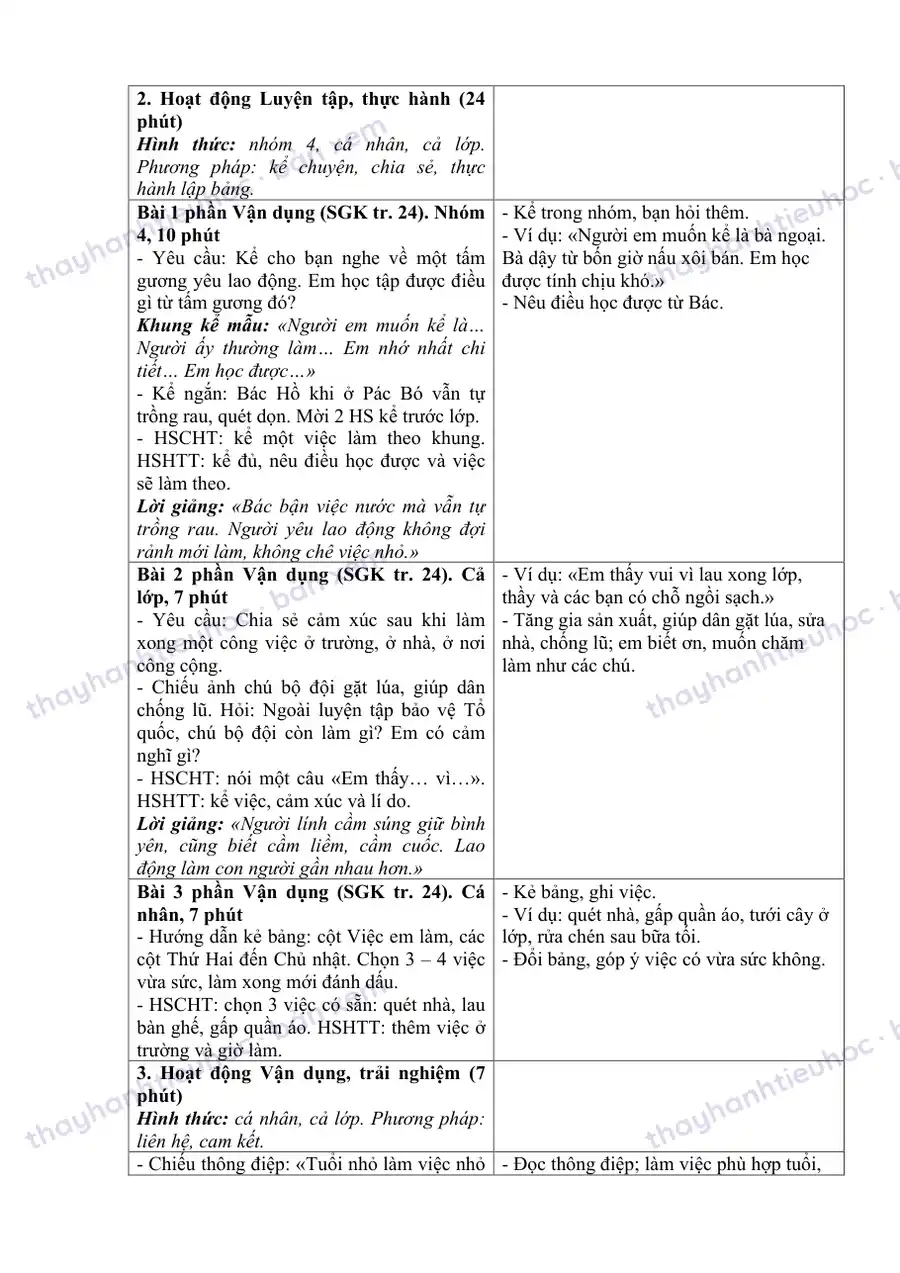 2. Hoạt động Luyện tập, thực hành (24
phút)
Hình thức: nhóm 4, cá nhân, cả lớp.
Phương pháp: kể chuyện, chia sẻ, thực
hành lập bảng.
Bài 1 phần Vận dụng (SGK tr. 24). Nhóm
4, 10 phút
- Yêu cầu: Kể cho bạn nghe về một tấm
gương yêu lao động. Em học tập được điều
gì từ tấm gương đó?
Khung kể mẫu: «Người em muốn kể là…
Người ấy thường làm… Em nhớ nhất chi
tiết… Em học được…»
- Kể ngắn: Bác Hồ khi ở Pác Bó vẫn tự
trồng rau, quét dọn. Mời 2 HS kể trước lớp.
- HSCHT: kể một việc làm theo khung.
HSHTT: kể đủ, nêu điều học được và việc
sẽ làm theo.
Lời giảng: «Bác bận việc nước mà vẫn tự
trồng rau. Người yêu lao động không đợi
rảnh mới làm, không chê việc nhỏ.»
- Kể trong nhóm, bạn hỏi thêm.
- Ví dụ: «Người em muốn kể là bà ngoại.
Bà dậy từ bốn giờ nấu xôi bán. Em học
được tính chịu khó.»
- Nêu điều học được từ Bác.
Bài 2 phần Vận dụng (SGK tr. 24). Cả
lớp, 7 phút
- Yêu cầu: Chia sẻ cảm xúc sau khi làm
xong một công việc ở trường, ở nhà, ở nơi
công cộng.
- Chiếu ảnh chú bộ đội gặt lúa, giúp dân
chống lũ. Hỏi: Ngoài luyện tập bảo vệ Tổ
quốc, chú bộ đội còn làm gì? Em có cảm
nghĩ gì?
- HSCHT: nói một câu «Em thấy… vì…».
HSHTT: kể việc, cảm xúc và lí do.
Lời giảng: «Người lính cầm súng giữ bình
yên, cũng biết cầm liềm, cầm cuốc. Lao
động làm con người gần nhau hơn.»
- Ví dụ: «Em thấy vui vì lau xong lớp,
thầy và các bạn có chỗ ngồi sạch.»
- Tăng gia sản xuất, giúp dân gặt lúa, sửa
nhà, chống lũ; em biết ơn, muốn chăm
làm như các chú.
Bài 3 phần Vận dụng (SGK tr. 24). Cá
nhân, 7 phút
- Hướng dẫn kẻ bảng: cột Việc em làm, các
cột Thứ Hai đến Chủ nhật. Chọn 3 – 4 việc
vừa sức, làm xong mới đánh dấu.
- HSCHT: chọn 3 việc có sẵn: quét nhà, lau
bàn ghế, gấp quần áo. HSHTT: thêm việc ở
trường và giờ làm.
- Kẻ bảng, ghi việc.
- Ví dụ: quét nhà, gấp quần áo, tưới cây ở
lớp, rửa chén sau bữa tối.
- Đổi bảng, góp ý việc có vừa sức không.
3. Hoạt động Vận dụng, trải nghiệm (7
phút)
Hình thức: cá nhân, cả lớp. Phương pháp:
liên hệ, cam kết.
- Chiếu thông điệp: «Tuổi nhỏ làm việc nhỏ
- Đọc thông điệp; làm việc phù hợp tuổi,
thayhanhtieuhoc · bản xem
thayhanhtieuhoc · b
thayhanhtieuhoc · bản xem
thayhanhtieuhoc · b
thayhanhtieuhoc · bản xem
thayhanhtieuhoc · b